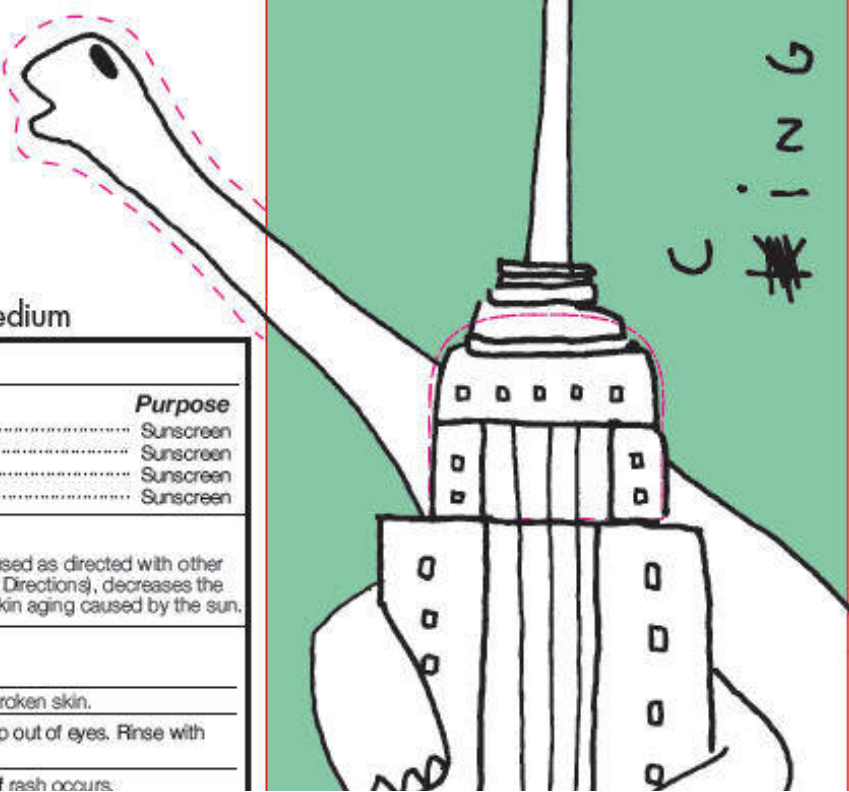 edium
Purpose
Sunscreen
Sunscreen
Sunscreen
Sunscreen
sed as directed with other
Directions), decreases the
kin aging caused by the sun.
roken skin.
p out of eyes. Rinse with
f rash occurs.
C
iNG